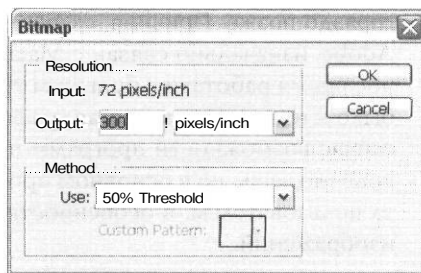 Bitmap
Resolution
Input: 72 pixels/inch
OK
Output: 300 ! pixels/inch
Cancel
Method
Use: 50% Threshold
Custom Pattern: